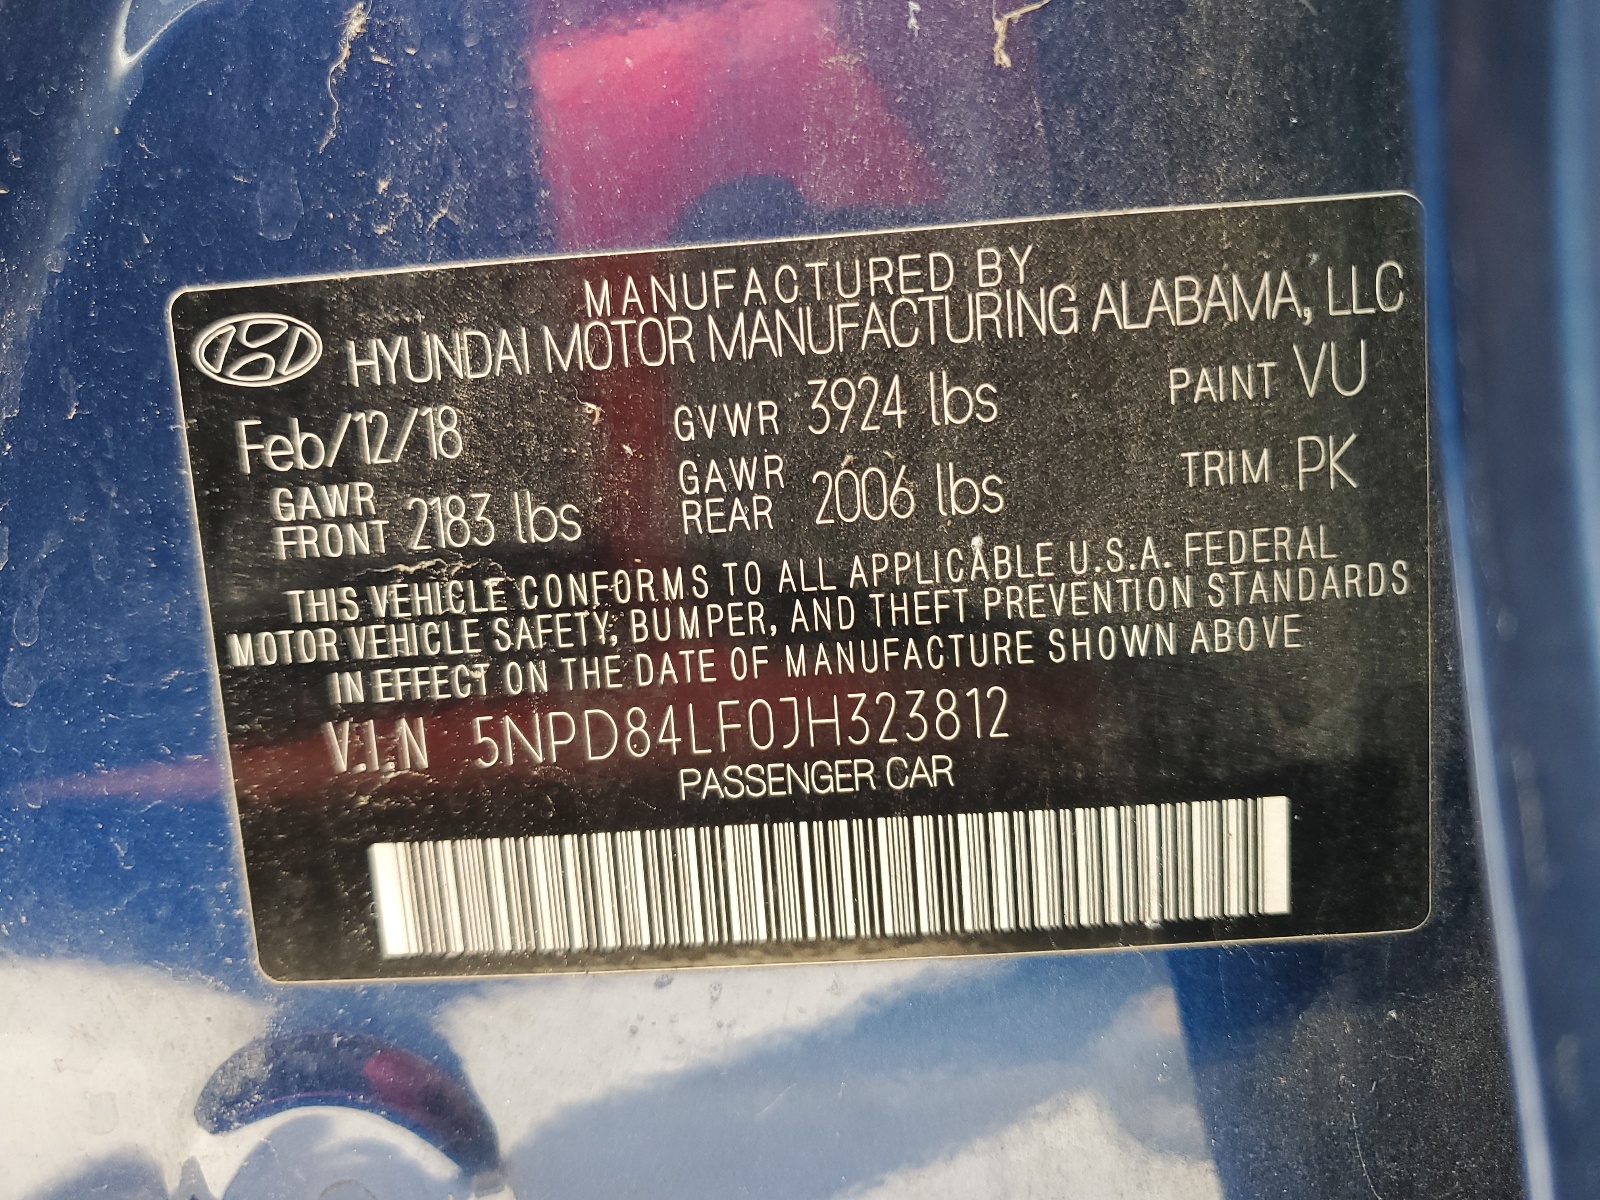 MANUFACTURED BY
HYUNDAI MOTOR MANUFACTURING ALABAMA, LLC
Feb/12/18 GVWR 3924 lbs PAINT VU
GAWR FRONT 2183 lbs GAWR REAR 2006 lbs TRIM PK
THIS VEHICLE CONFORMS TO ALL APPLICABLE U.S.A. FEDERAL
MOTOR VEHICLE SAFETY, BUMPER, AND THEFT PREVENTION STANDARDS
IN EFFECT ON THE DATE OF MANUFACTURE SHOWN ABOVE
V.I.N 5NPD84LF0JH323812
PASSENGER CAR